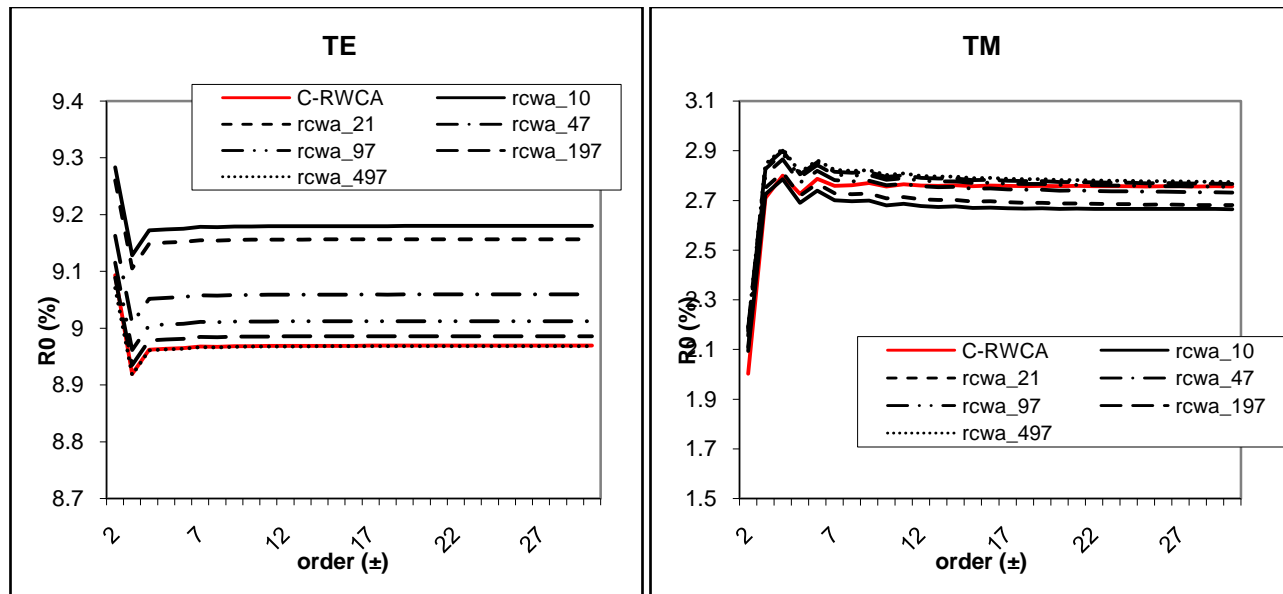 TE
C-RWCA rcwa_10
rcwa_21 rcwa_47
rcwa_97 rcwa_197
rcwa_497
9.4
9.3
9.2
9.1
9
8.9
8.8
8.7
R0 (%)
2 7 12 17 22 27
order (±)
TM
3.1
2.9
2.7
2.5
2.3
2.1
1.9
1.7
1.5
R0 (%)
C-RWCA rcwa_10
rcwa_21 rcwa_47
rcwa_97 rcwa_197
rcwa_497
2 7 12 17 22 27
order (±)